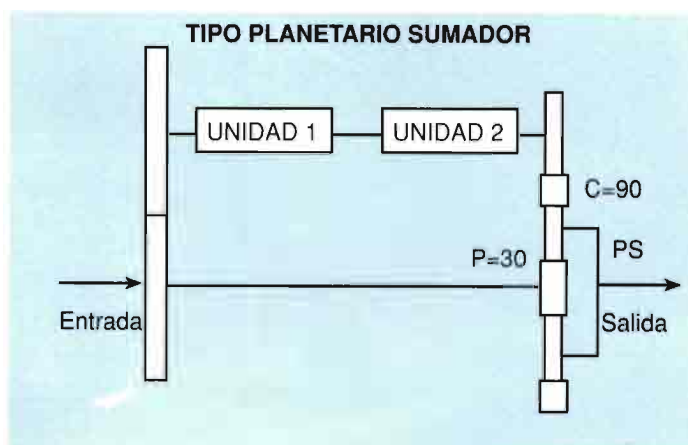 TIPO PLANETARIO SUMADOR
UNIDAD 1
UNIDAD 2
C=90
P=30
PS
Entrada
Salida